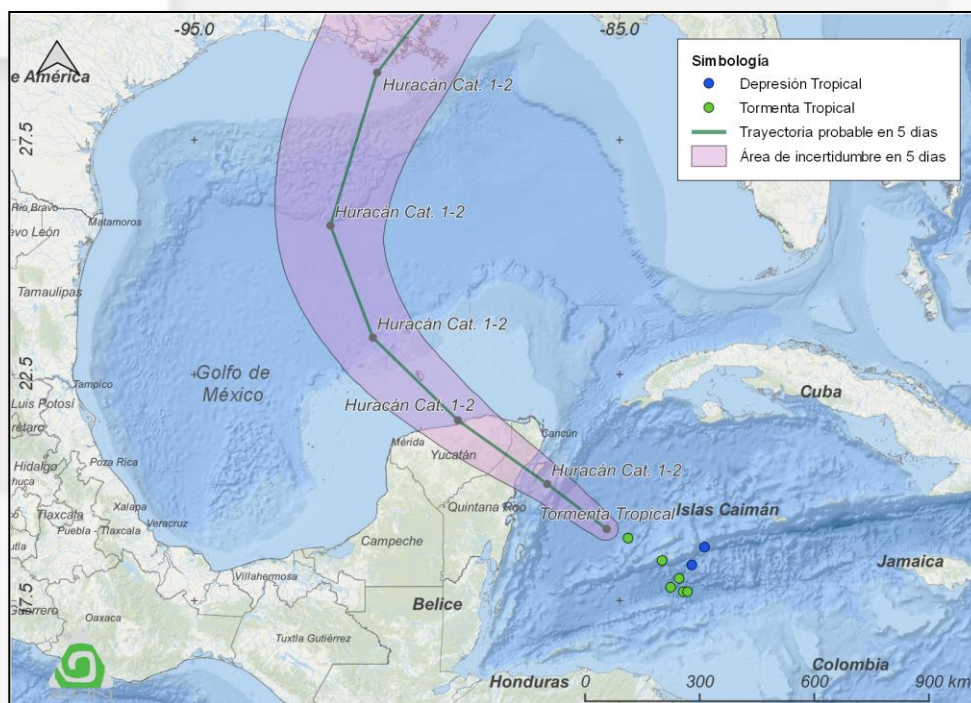 -95.0
-85.0
e América
Simbología
Depresión Tropical
Tormenta Tropical
Trayectoria probable en 5 dias
Área de incertidumbre en 5 dias
Huracán Cat. 1-2
27.5
Río Bravo
evo León
Matamoros
Huracán Cat. 1-2
Tamaulipas
Huracán Cat. 1-2
Golfo de
México
22.5
Tampico
Luis Potosí
Cuba
Huracán Cat. 1-2
Mérida
Yucatán
Cancún
Hidalgo
Poza Rica
Huracán Cat. 1-2
Quintana Roo
Tormenta Tropical
Islas Caimán
Tlaxcala
Puebla - Tlaxcala
Xalapa
Veracruz
Campeche
Jamaica
Villahermosa
17.5
Guerrero
Oaxaca
Belice
Tuxtla Gutiérrez
Colombia
Honduras
0 300 600 900 km